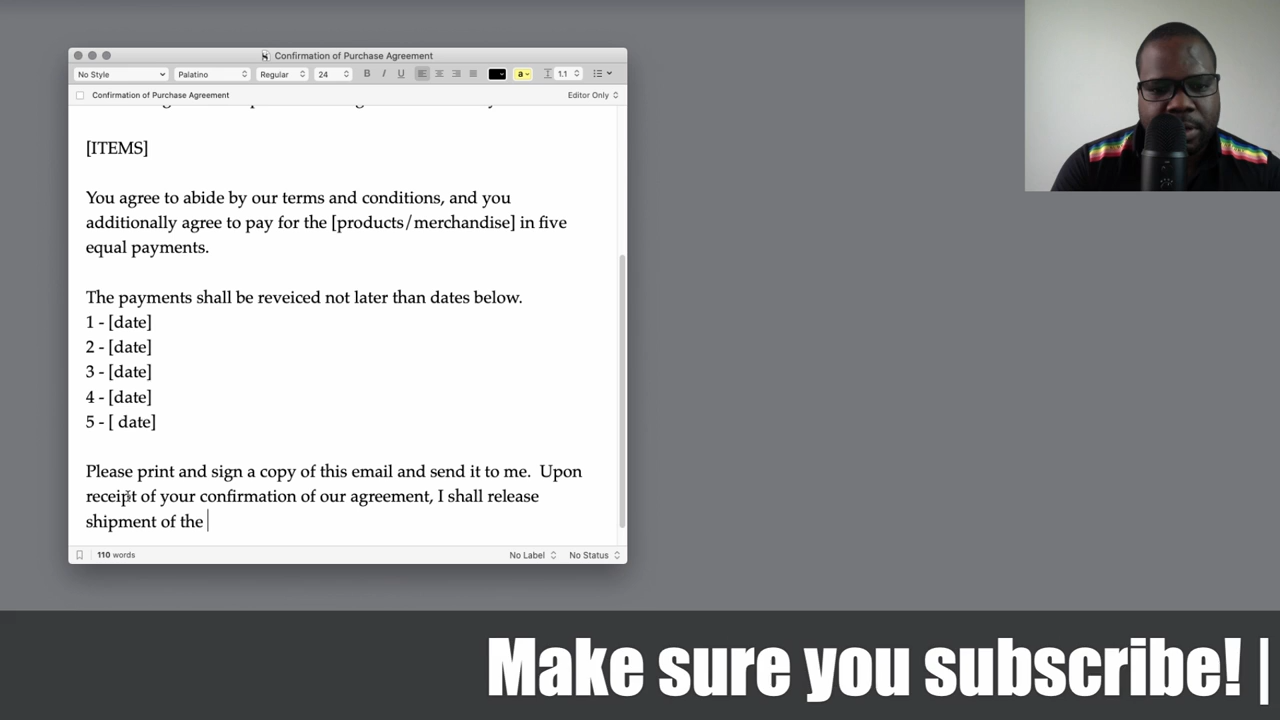 Confirmation of Purchase Agreement
No Style Palatino Regular 24 B I U a 1.1
Confirmation of Purchase Agreement Editor Only
[ITEMS]
You agree to abide by our terms and conditions, and you
additionally agree to pay for the [products/merchandise] in five
equal payments.
The payments shall be reveiced not later than dates below.
1 - [date]
2 - [date]
3 - [date]
4 - [date]
5 - [ date]
Please print and sign a copy of this email and send it to me. Upon
receipt of your confirmation of our agreement, I shall release
shipment of the
110 words No Label No Status
Make sure you subscribe! |